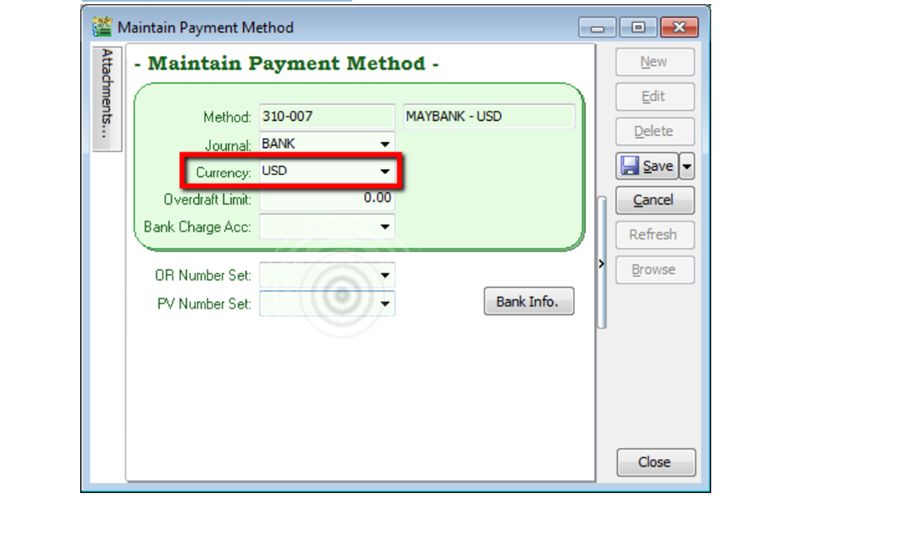 Maintain Payment Method
Attachments...
- Maintain Payment Method -
Method: 310-007 MAYBANK - USD
Journal: BANK
Currency: USD
Overdraft Limit: 0.00
Bank Charge Acc:
OR Number Set:
PV Number Set:
Bank Info.
New
Edit
Delete
Save
Cancel
Refresh
Browse
Close